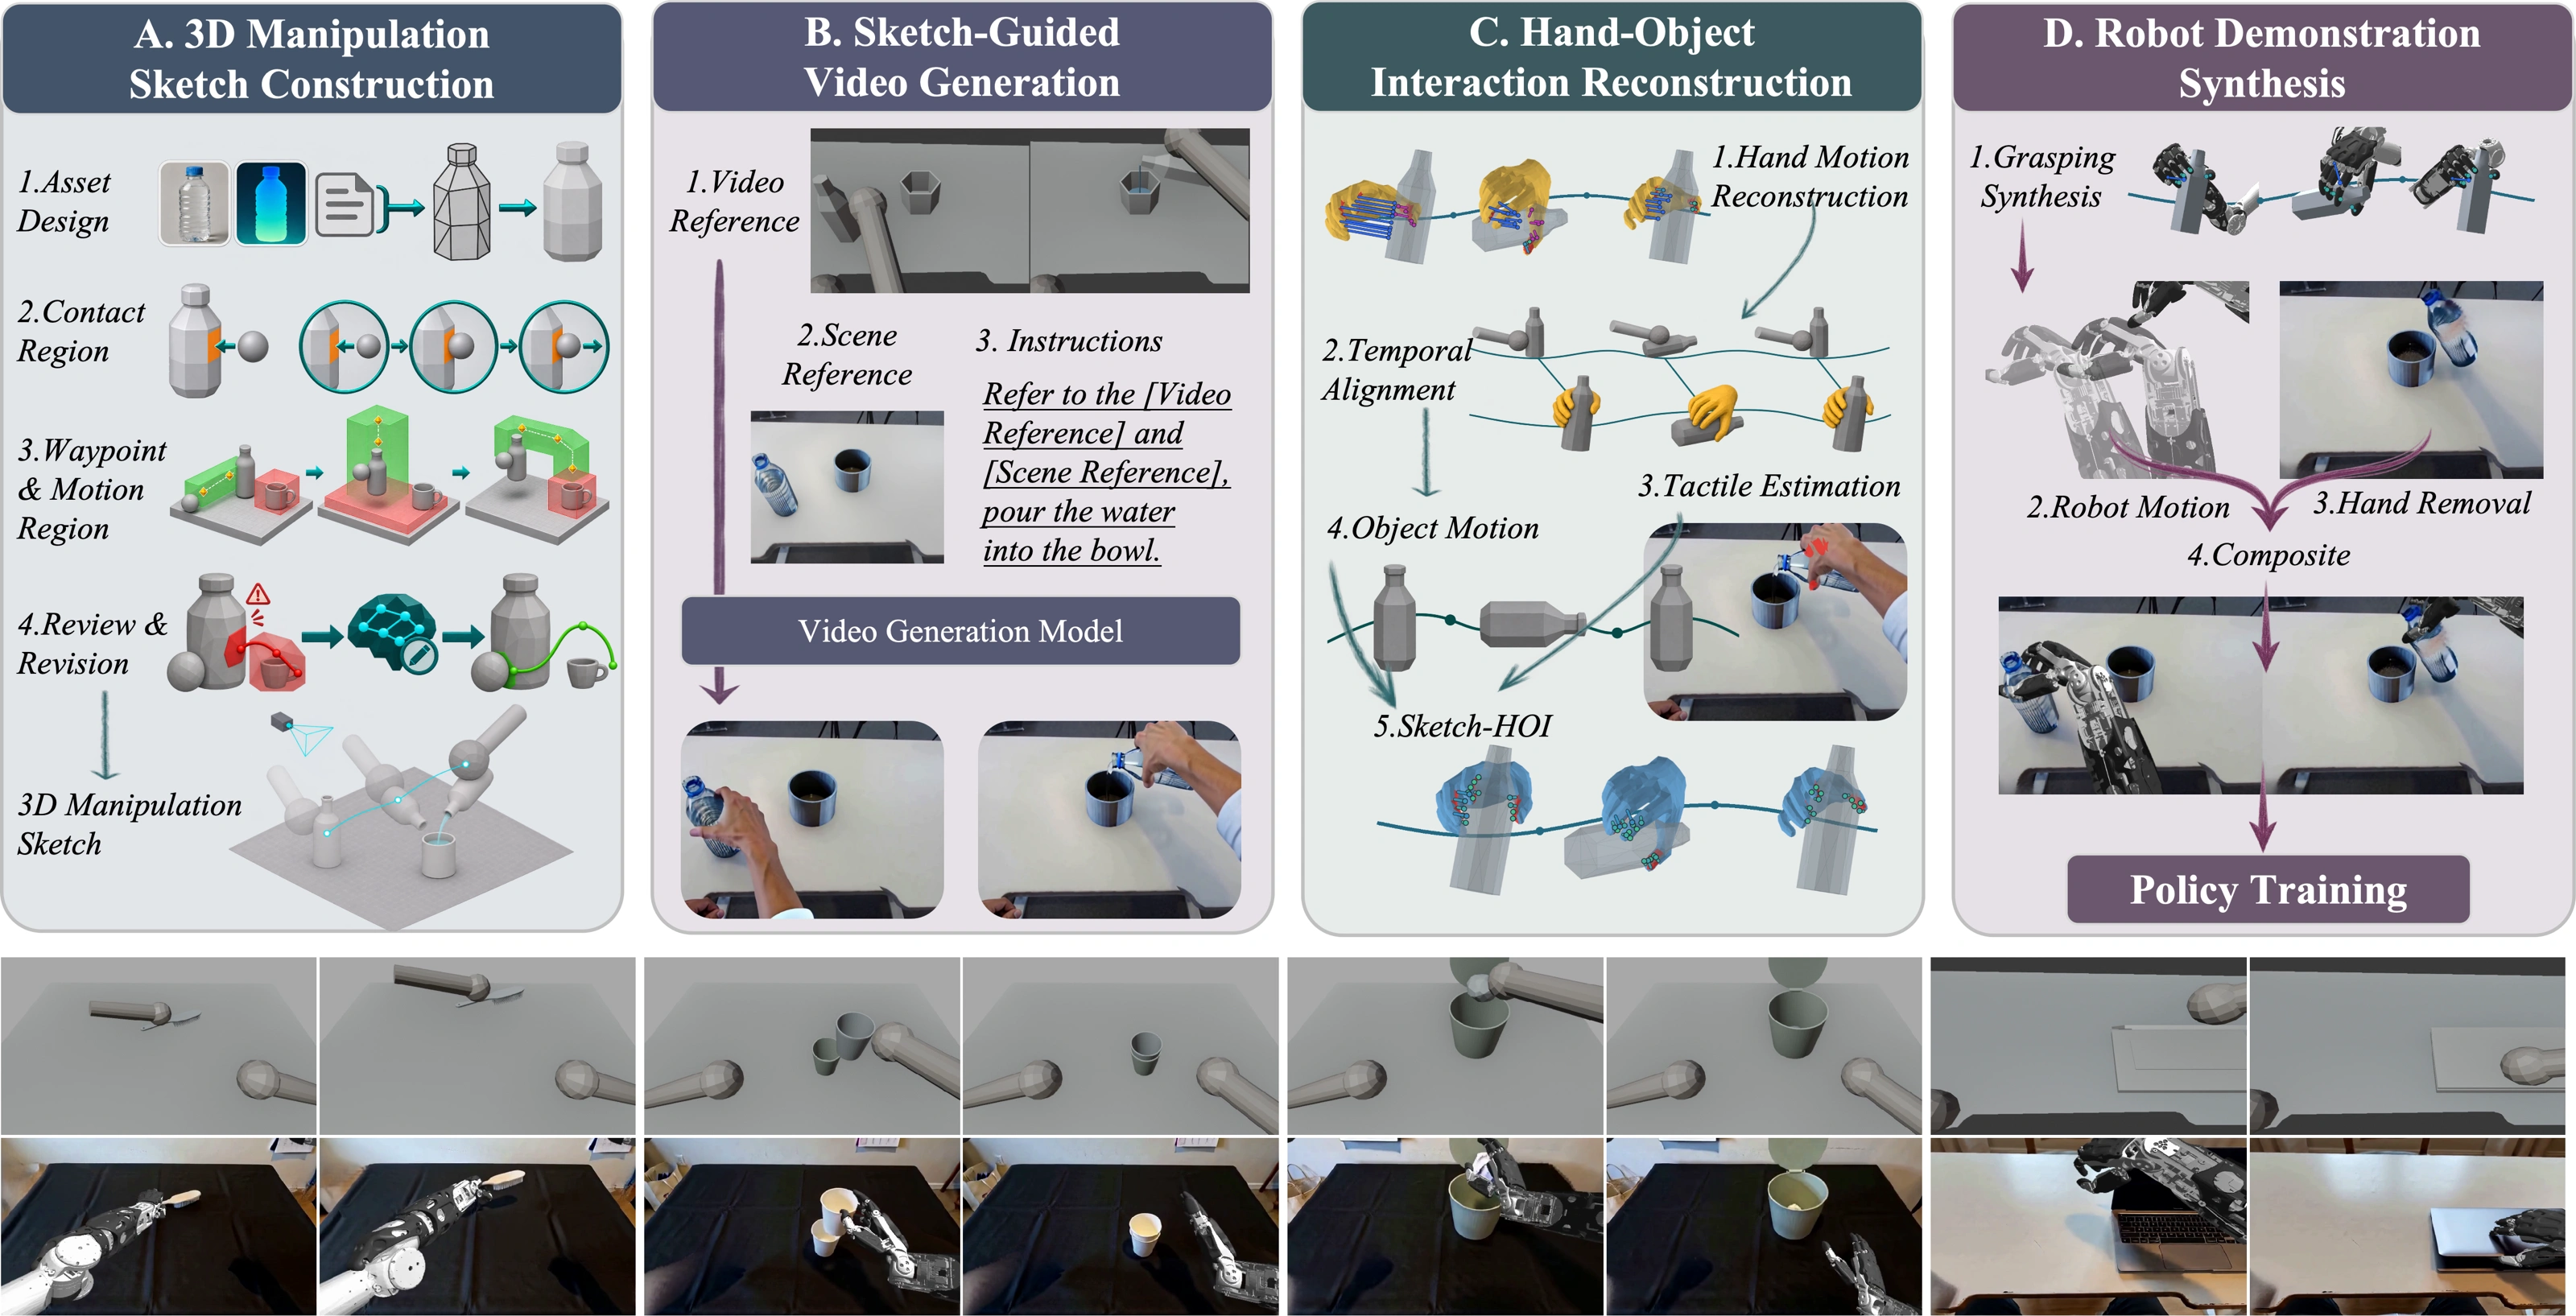 A. 3D Manipulation
Sketch Construction
1.Asset
Design
2.Contact
Region
3.Waypoint
& Motion
Region
4.Review &
Revision
3D Manipulation
Sketch
B. Sketch-Guided
Video Generation
1.Video
Reference
2.Scene
Reference
3. Instructions
Refer to the [Video
Reference] and
[Scene Reference],
pour the water
into the bowl.
Video Generation Model
C. Hand-Object
Interaction Reconstruction
1.Hand Motion
Reconstruction
2.Temporal
Alignment
3.Tactile Estimation
4.Object Motion
5.Sketch-HOI
D. Robot Demonstration
Synthesis
1.Grasping
Synthesis
2.Robot Motion
3.Hand Removal
4.Composite
Policy Training